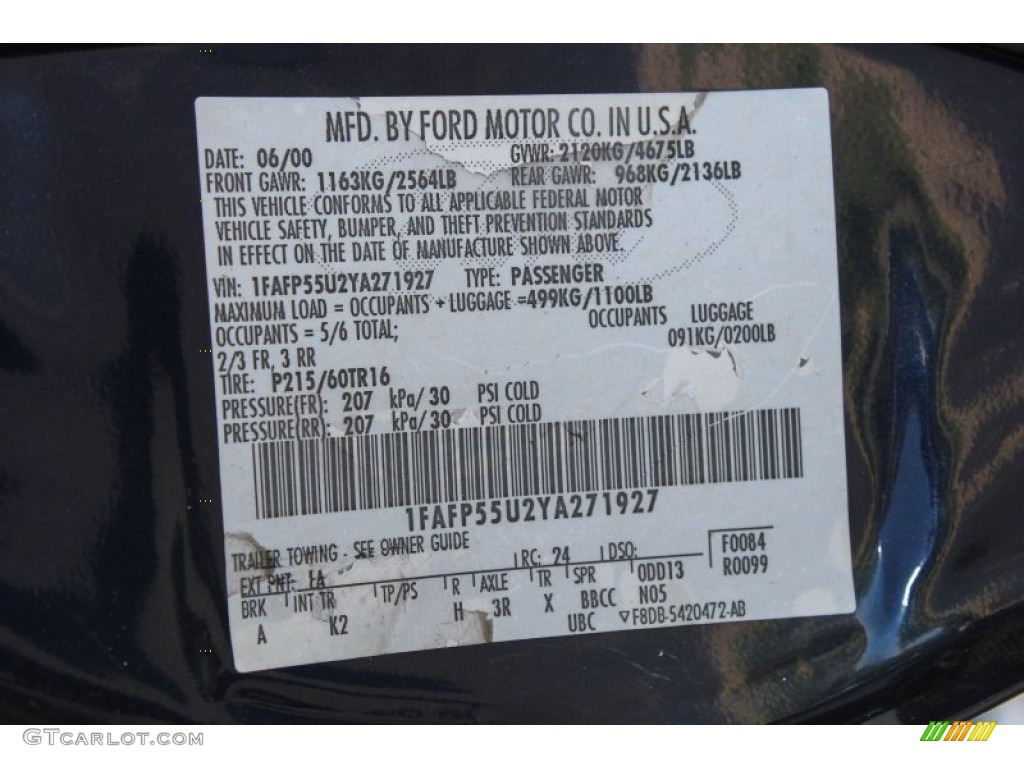 MFD. BY FORD MOTOR CO. IN U.S.A.
DATE: 06/00 GVWR: 2120KG/4675LB
FRONT GAWR: 1163KG/2564LB REAR GAWR: 968KG/2136LB
THIS VEHICLE CONFORMS TO ALL APPLICABLE FEDERAL MOTOR
VEHICLE SAFETY, BUMPER, AND THEFT PREVENTION STANDARDS
IN EFFECT ON THE DATE OF MANUFACTURE SHOWN ABOVE.
VIN: 1FAFP55U2YA271927 TYPE: PASSENGER
MAXIMUM LOAD = OCCUPANTS + LUGGAGE =499KG/1100LB
OCCUPANTS = 5/6 TOTAL; OCCUPANTS LUGGAGE
2/3 FR, 3 RR 091KG/0200LB
TIRE: P215/60TR16
PRESSURE(FR): 207 kPa/ 30 PSI COLD
PRESSURE(RR): 207 kPa/ 30 PSI COLD
1FAFP55U2YA271927
TRAILER TOWING - SEE OWNER GUIDE
EXT PNT: LA RC: 24 DSO: F0084
R0099
BRK INT TR TP/PS R AXLE TR SPR 0DD13
A K2 H 3R X BBCC N05
UBC ▽F8DB-5420472-AB
GTCARLOT.COM